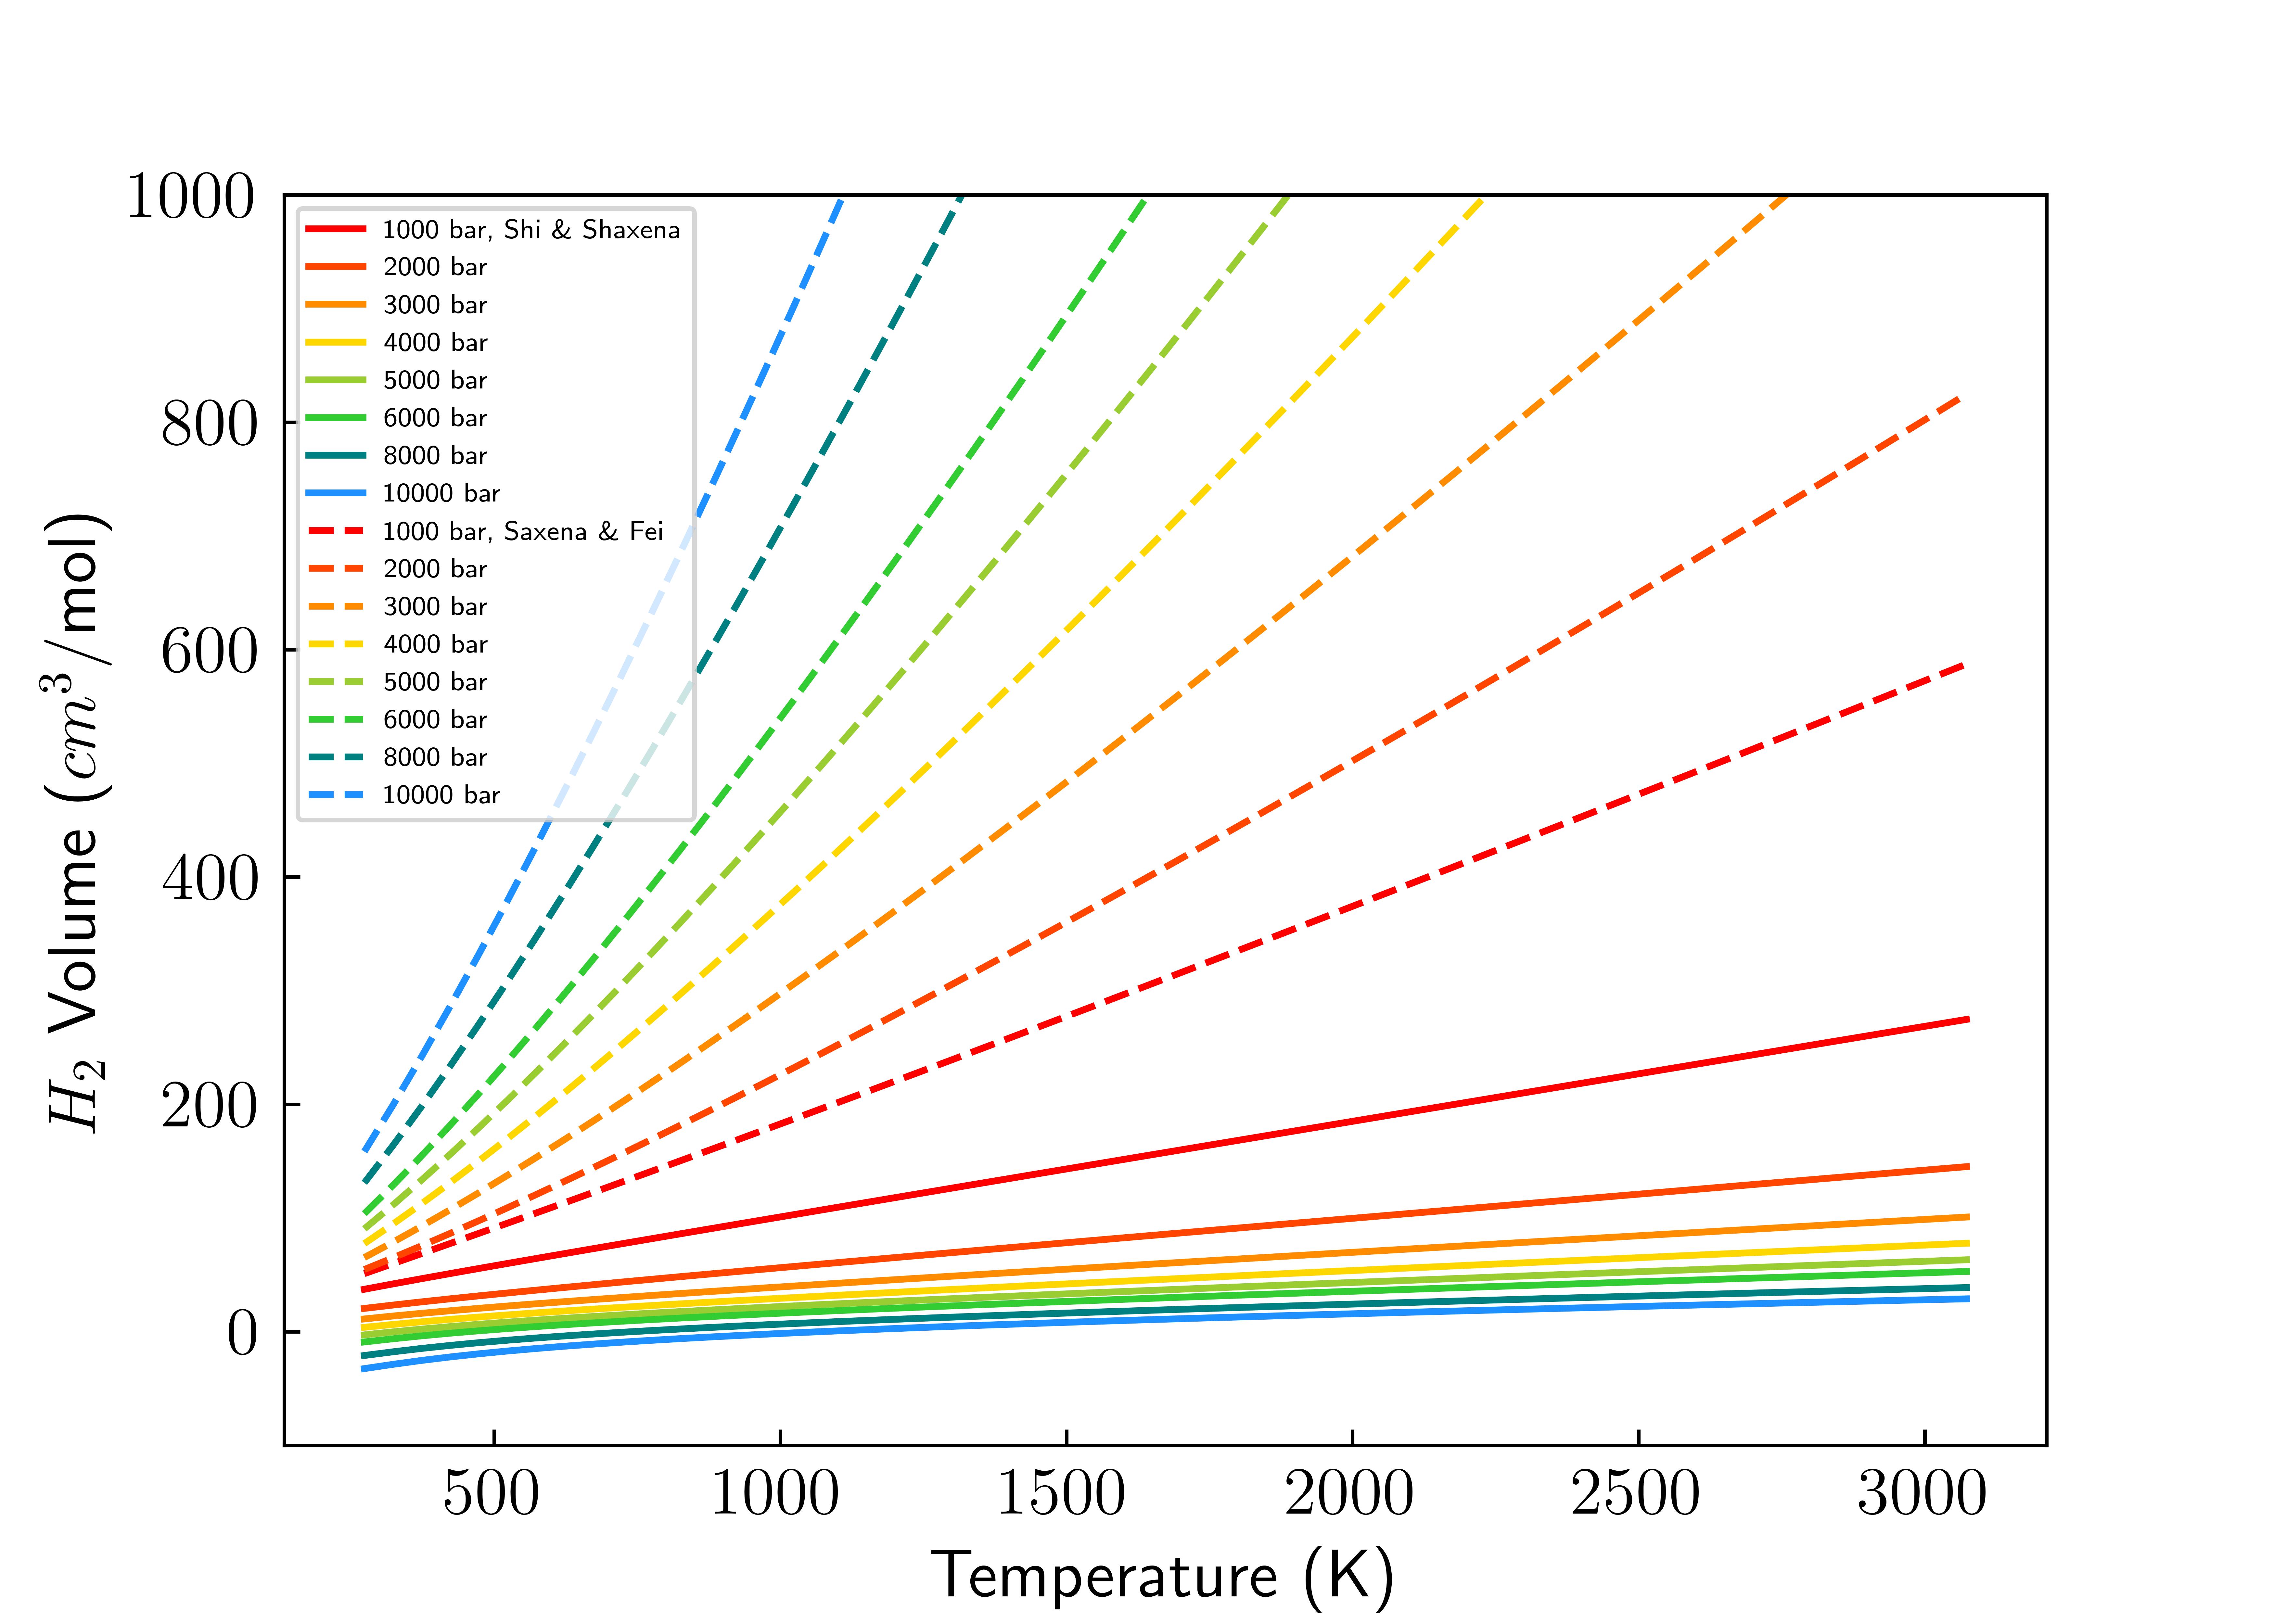 1000
800
600
400
200
0
H₂ Volume (cm³/mol)
1000 bar, Shi & Shaxena
2000 bar
3000 bar
4000 bar
5000 bar
6000 bar
8000 bar
10000 bar
1000 bar, Saxena & Fei
2000 bar
3000 bar
4000 bar
5000 bar
6000 bar
8000 bar
10000 bar
500 1000 1500 2000 2500 3000
Temperature (K)